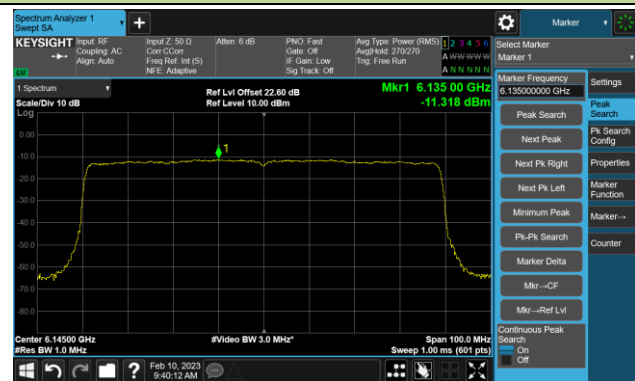 Spectrum Analyzer 1
Swept SA
+
Marker
KEYSIGHT
Input: RF
Coupling: AC
Align: Auto
Input Z: 50 Ω
Corr CCorr
Freq Ref: Int (S)
NFE: Adaptive
Atten: 6 dB
PNO: Fast
Gate: Off
IF Gain: Low
Sig Track: Off
Avg Type: Power (RMS)
Avg|Hold: 270/270
Trig: Free Run
1 2 3 4 5 6
A W W W W W
A N N N N N
Select Marker
Marker 1
1 Spectrum
Scale/Div 10 dB
Log
Ref Lvl Offset 22.60 dB
Ref Level 10.00 dBm
Mkr1 6.135 00 GHz
-11.318 dBm
0.00
-10.0
-20.0
-30.0
-40.0
-50.0
-60.0
-70.0
-80.0
1
Center 6.14500 GHz
#Res BW 1.0 MHz
#Video BW 3.0 MHz*
Span 100.0 MHz
Sweep 1.00 ms (601 pts)
Marker Frequency
6.135000000 GHz
Peak Search
Next Peak
Next Pk Right
Next Pk Left
Minimum Peak
Pk-Pk Search
Marker Delta
Mkr→CF
Mkr→Ref Lvl
Continuous Peak
Search
On
Off
Settings
Peak
Search
Pk Search
Config
Properties
Marker
Function
Marker→
Counter
?
Feb 10, 2023
9:40:12 AM